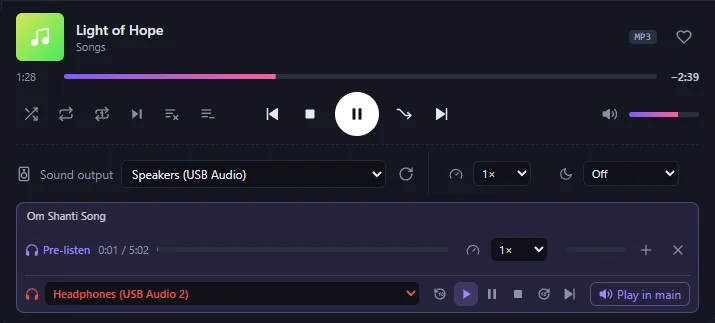 Light of Hope
Songs
MP3
1:28
−2:39
Sound output
Speakers (USB Audio)
1×
Off
Om Shanti Song
Pre-listen
0:01 / 5:02
1×
Headphones (USB Audio 2)
Play in main